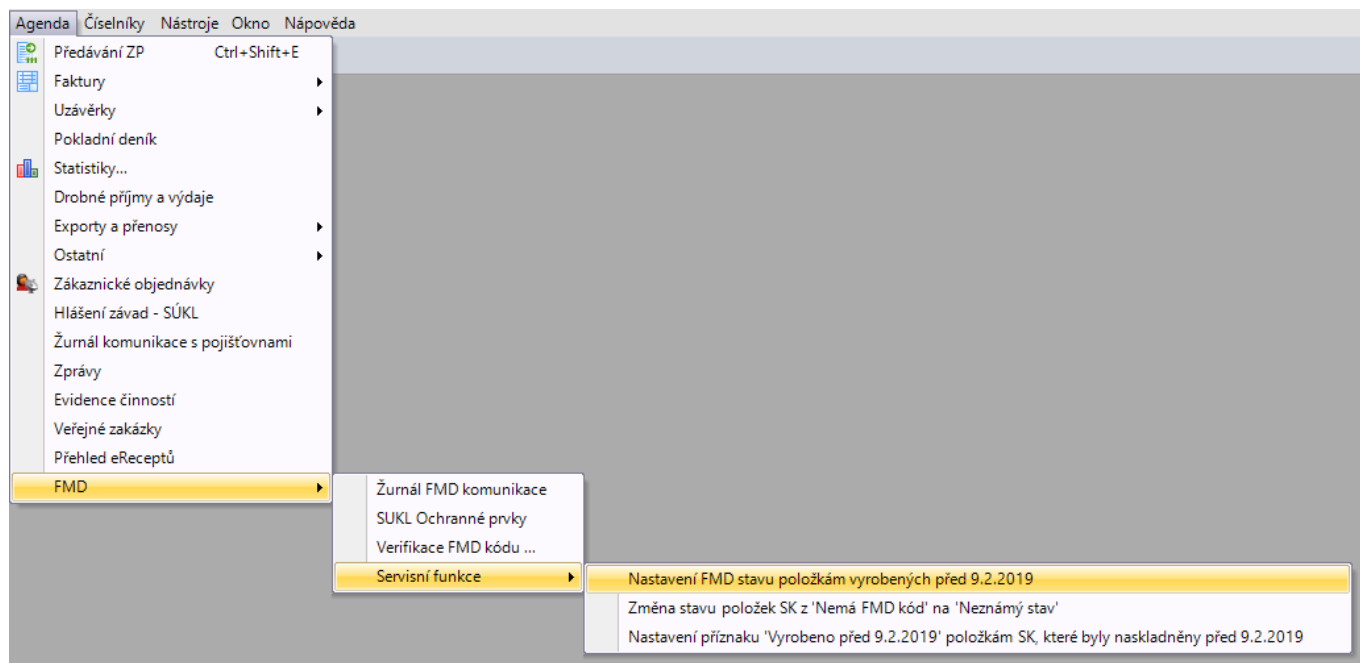 Agenda Číselníky Nástroje Okno Nápověda
Předávání ZP Ctrl+Shift+E
Faktury
Uzávěrky
Pokladní deník
Statistiky...
Drobné příjmy a výdaje
Exporty a přenosy
Ostatní
Zákaznické objednávky
Hlášení závad - SÚKL
Žurnál komunikace s pojišťovnami
Zprávy
Evidence činností
Veřejné zakázky
Přehled eReceptů
FMD
Žurnál FMD komunikace
SUKL Ochranné prvky
Verifikace FMD kódu ...
Servisní funkce
Nastavení FMD stavu položkám vyrobených před 9.2.2019
Změna stavu položek SK z 'Nemá FMD kód' na 'Neznámý stav'
Nastavení příznaku 'Vyrobeno před 9.2.2019' položkám SK, které byly naskladněny před 9.2.2019